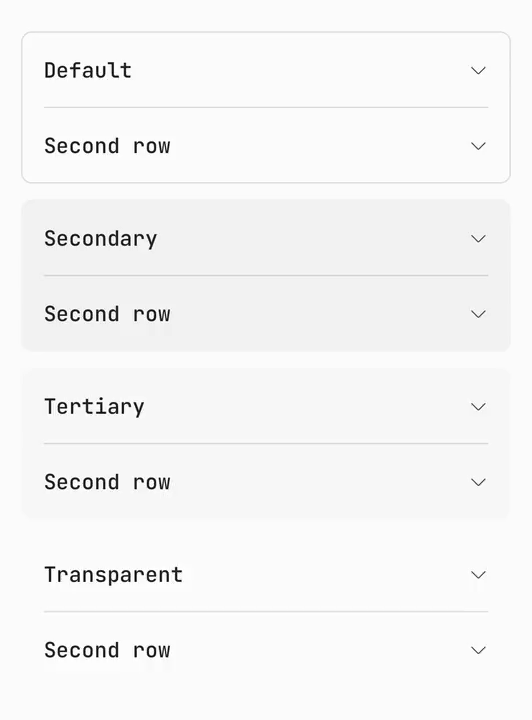 Default
Second row
Secondary
Second row
Tertiary
Second row
Transparent
Second row